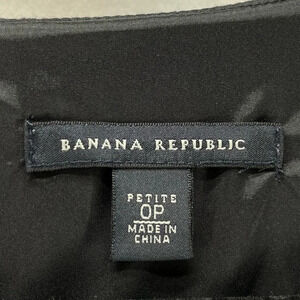 BANANA REPUBLIC
PETITE
0P
MADE IN
CHINA